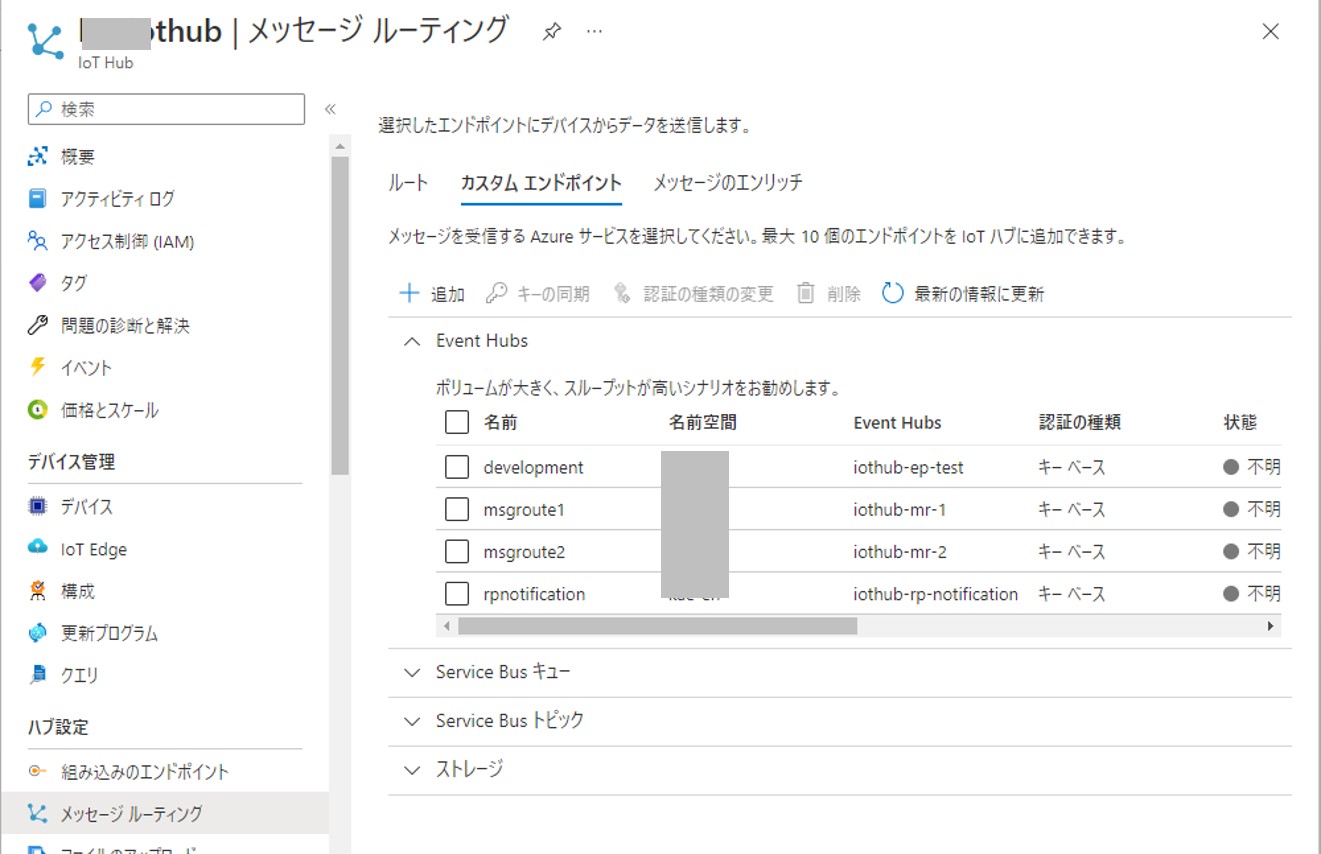 othub | メッセージ ルーティング
IoT Hub
検索
概要
アクティビティ ログ
アクセス制御 (IAM)
タグ
問題の診断と解決
イベント
価格とスケール
デバイス管理
デバイス
IoT Edge
構成
更新プログラム
クエリ
ハブ設定
組み込みのエンドポイント
メッセージ ルーティング
ファイルのアップロード
選択したエンドポイントにデバイスからデータを送信します。
ルート カスタム エンドポイント メッセージのエンリッチ
メッセージを受信する Azure サービスを選択してください。最大 10 個のエンドポイントを IoT ハブに追加できます。
追加 キーの同期 認証の種類の変更 削除 最新の情報に更新
Event Hubs
ボリュームが大きく、スループットが高いシナリオをお勧めします。
名前 名前空間 Event Hubs 認証の種類 状態
development iothub-ep-test キー ベース 不明
msgroute1 iothub-mr-1 キー ベース 不明
msgroute2 iothub-mr-2 キー ベース 不明
rpnotification iothub-rp-notification キー ベース 不明
Service Bus キュー
Service Bus トピック
ストレージ